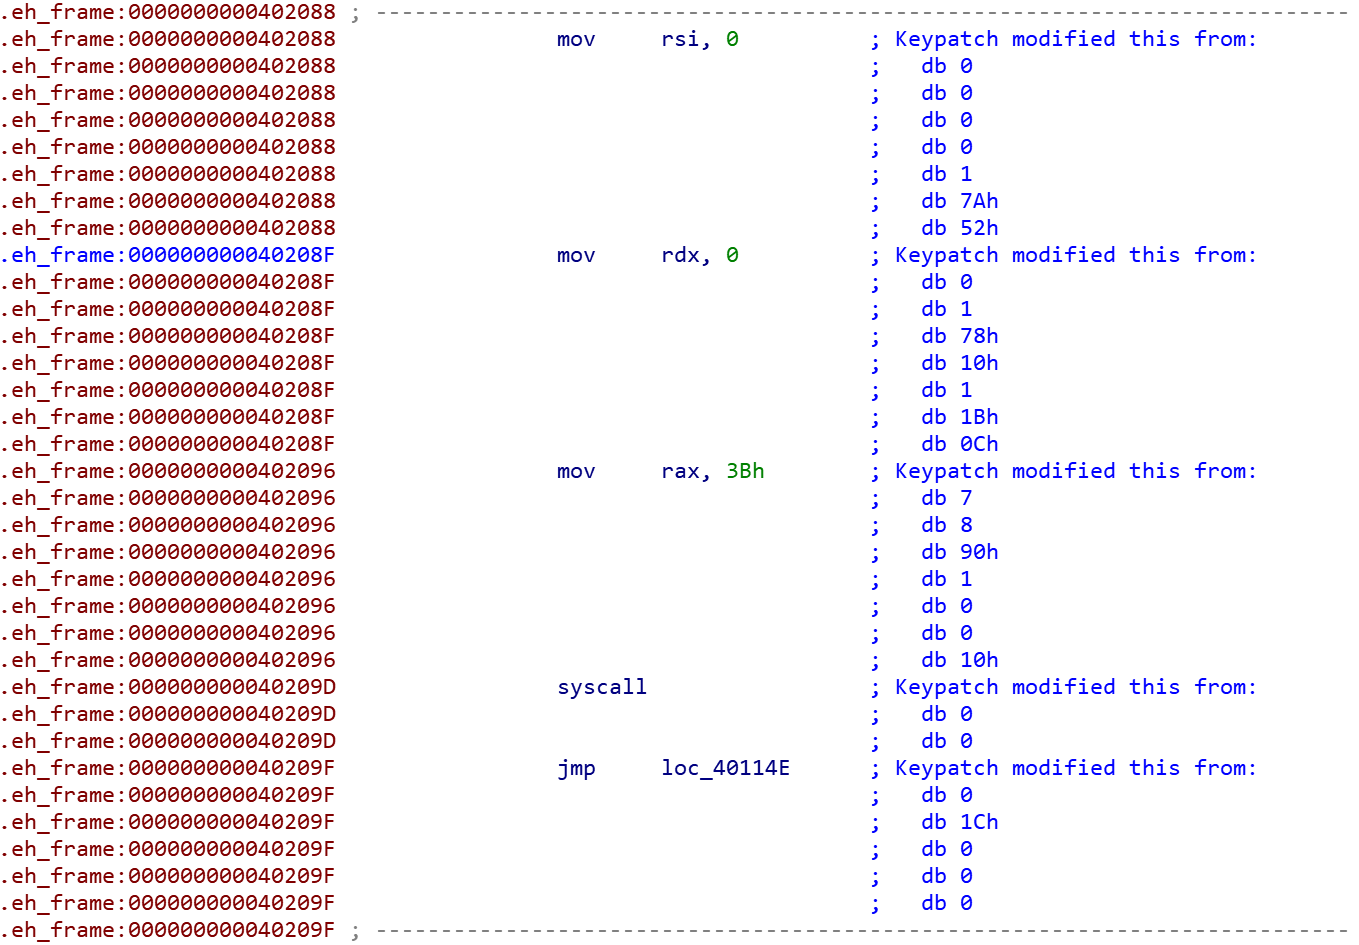 .eh_frame:0000000000402088 ; ---------------------------------------------------------------------------
.eh_frame:0000000000402088                 mov     rsi, 0          ; Keypatch modified this from:
.eh_frame:0000000000402088                                         ;   db 0
.eh_frame:0000000000402088                                         ;   db 0
.eh_frame:0000000000402088                                         ;   db 0
.eh_frame:0000000000402088                                         ;   db 0
.eh_frame:0000000000402088                                         ;   db 1
.eh_frame:0000000000402088                                         ;   db 7Ah
.eh_frame:0000000000402088                                         ;   db 52h
.eh_frame:000000000040208F                 mov     rdx, 0          ; Keypatch modified this from:
.eh_frame:000000000040208F                                         ;   db 0
.eh_frame:000000000040208F                                         ;   db 1
.eh_frame:000000000040208F                                         ;   db 78h
.eh_frame:000000000040208F                                         ;   db 10h
.eh_frame:000000000040208F                                         ;   db 1
.eh_frame:000000000040208F                                         ;   db 1Bh
.eh_frame:000000000040208F                                         ;   db 0Ch
.eh_frame:0000000000402096                 mov     rax, 3Bh        ; Keypatch modified this from:
.eh_frame:0000000000402096                                         ;   db 7
.eh_frame:0000000000402096                                         ;   db 8
.eh_frame:0000000000402096                                         ;   db 90h
.eh_frame:0000000000402096                                         ;   db 1
.eh_frame:0000000000402096                                         ;   db 0
.eh_frame:0000000000402096                                         ;   db 0
.eh_frame:0000000000402096                                         ;   db 10h
.eh_frame:000000000040209D                 syscall                 ; Keypatch modified this from:
.eh_frame:000000000040209D                                         ;   db 0
.eh_frame:000000000040209D                                         ;   db 0
.eh_frame:000000000040209F                 jmp     loc_40114E      ; Keypatch modified this from:
.eh_frame:000000000040209F                                         ;   db 0
.eh_frame:000000000040209F                                         ;   db 1Ch
.eh_frame:000000000040209F                                         ;   db 0
.eh_frame:000000000040209F                                         ;   db 0
.eh_frame:000000000040209F                                         ;   db 0
.eh_frame:000000000040209F ; ---------------------------------------------------------------------------